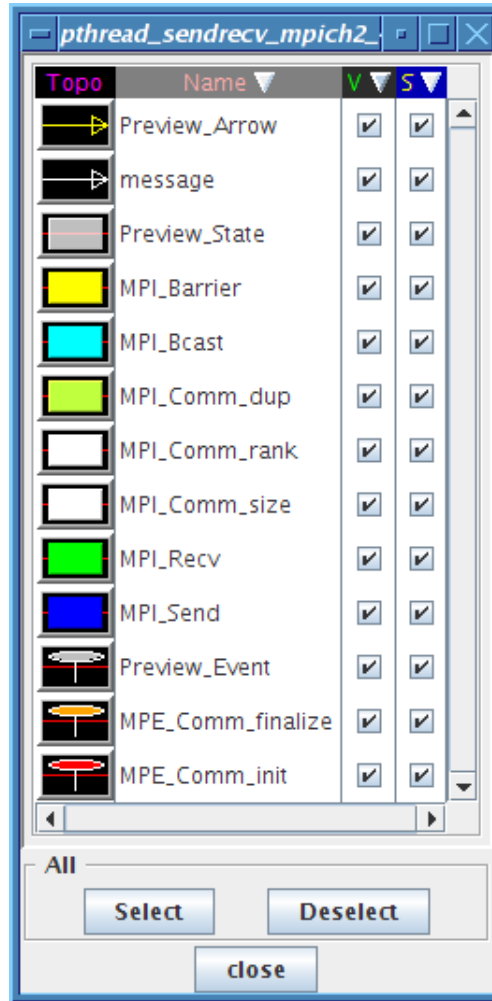 pthread_sendrecv_mpich2_
Topo Name V S
Preview_Arrow
message
Preview_State
MPI_Barrier
MPI_Bcast
MPI_Comm_dup
MPI_Comm_rank
MPI_Comm_size
MPI_Recv
MPI_Send
Preview_Event
MPE_Comm_finalize
MPE_Comm_init
All
Select Deselect
close